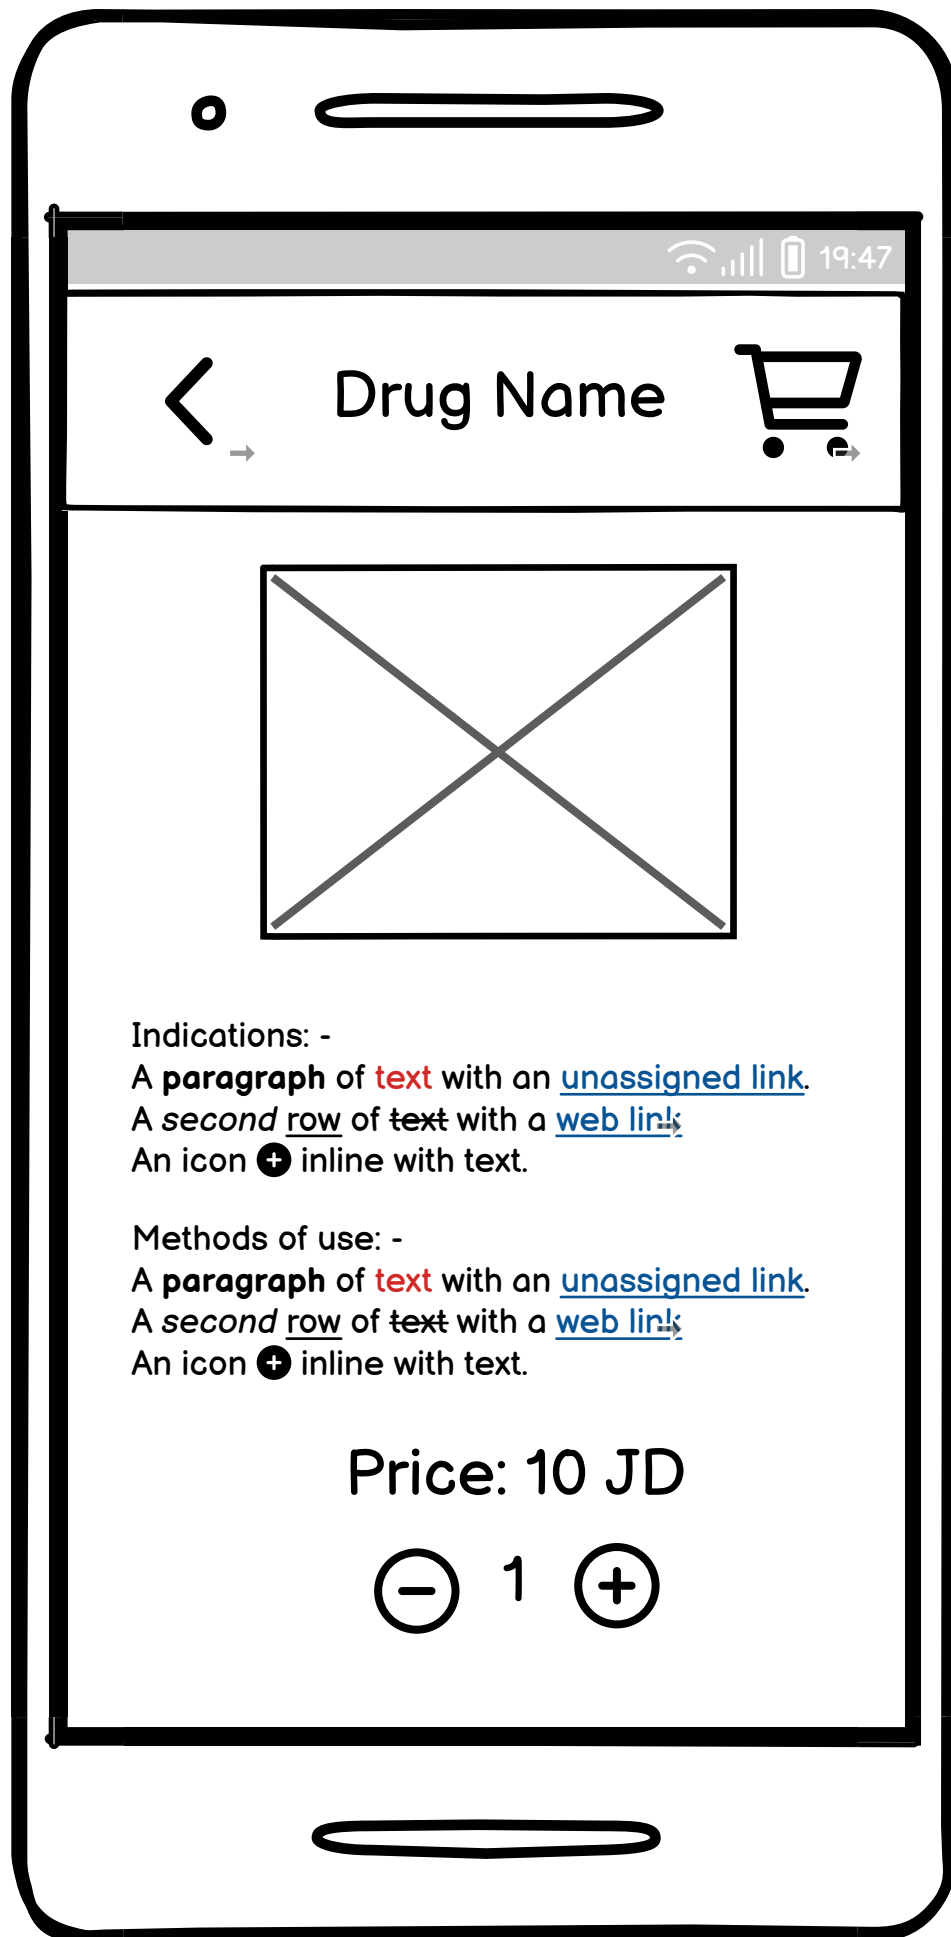 19:47
Drug Name
Indications: -
A paragraph of text with an unassigned link.
A second row of text with a web link
An icon inline with text.
Methods of use: -
A paragraph of text with an unassigned link.
A second row of text with a web link
An icon inline with text.
Price: 10 JD
1